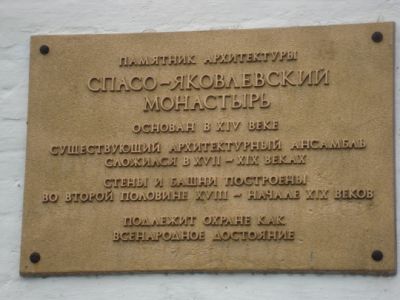 ПАМЯТНИК АРХИТЕКТУРЫ
СПАСО-ЯКОВЛЕВСКИЙ
МОНАСТЫРЬ
ОСНОВАН В XIV ВЕКЕ
СУЩЕСТВУЮЩИЙ АРХИТЕКТУРНЫЙ АНСАМБЛЬ
СЛОЖИЛСЯ В XVII – XIX ВЕКАХ
СТЕНЫ И БАШНИ ПОСТРОЕНЫ
ВО ВТОРОЙ ПОЛОВИНЕ XVIII – НАЧАЛЕ XIX ВЕКОВ
ПОДЛЕЖИТ ОХРАНЕ КАК
ВСЕНАРОДНОЕ ДОСТОЯНИЕ